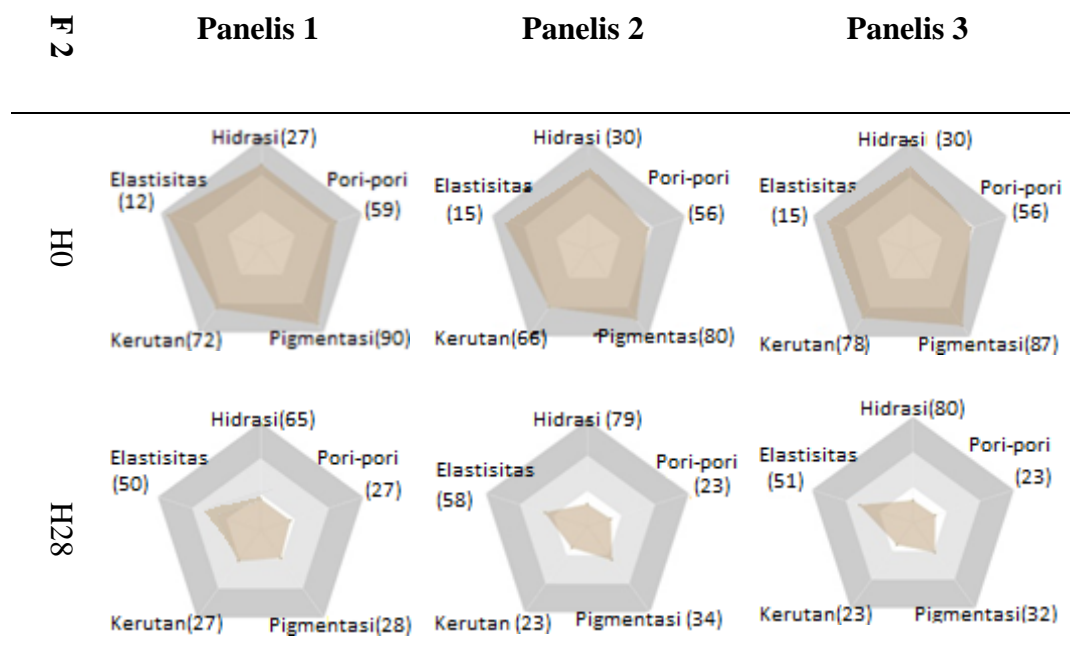 F 2
Panelis 1
Panelis 2
Panelis 3
H0
Hidrasi(27)
Elastisitas
(12)
Pori-pori
(59)
Kerutan(72)
Pigmentasi(90)
Hidrasi (30)
Elastisitas
(15)
Pori-pori
(56)
Kerutan(66)
Pigmentas(80)
Hidrasi (30)
Elastisitas
(15)
Pori-pori
(56)
Kerutan(78)
Pigmentasi(87)
H28
Hidrasi(65)
Elastisitas
(50)
Pori-pori
(27)
Kerutan(27)
Pigmentasi(28)
Hidrasi (79)
Elastisitas
(58)
Pori-pori
(23)
Kerutan (23)
Pigmentasi (34)
Hidrasi(80)
Elastisitas
(51)
Pori-pori
(23)
Kerutan(23)
Pigmentasi(32)